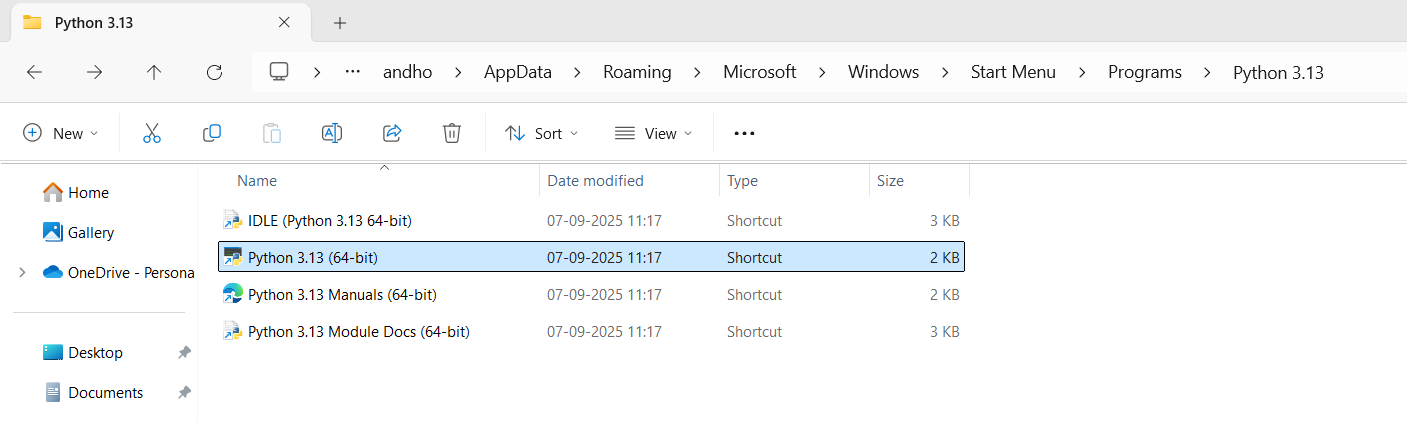 Python 3.13
··· andho AppData Roaming Microsoft Windows Start Menu Programs Python 3.13
New Sort View ···
Home
Gallery
OneDrive - Persona
Desktop
Documents
Name Date modified Type Size
IDLE (Python 3.13 64-bit) 07-09-2025 11:17 Shortcut 3 KB
Python 3.13 (64-bit) 07-09-2025 11:17 Shortcut 2 KB
Python 3.13 Manuals (64-bit) 07-09-2025 11:17 Shortcut 2 KB
Python 3.13 Module Docs (64-bit) 07-09-2025 11:17 Shortcut 3 KB